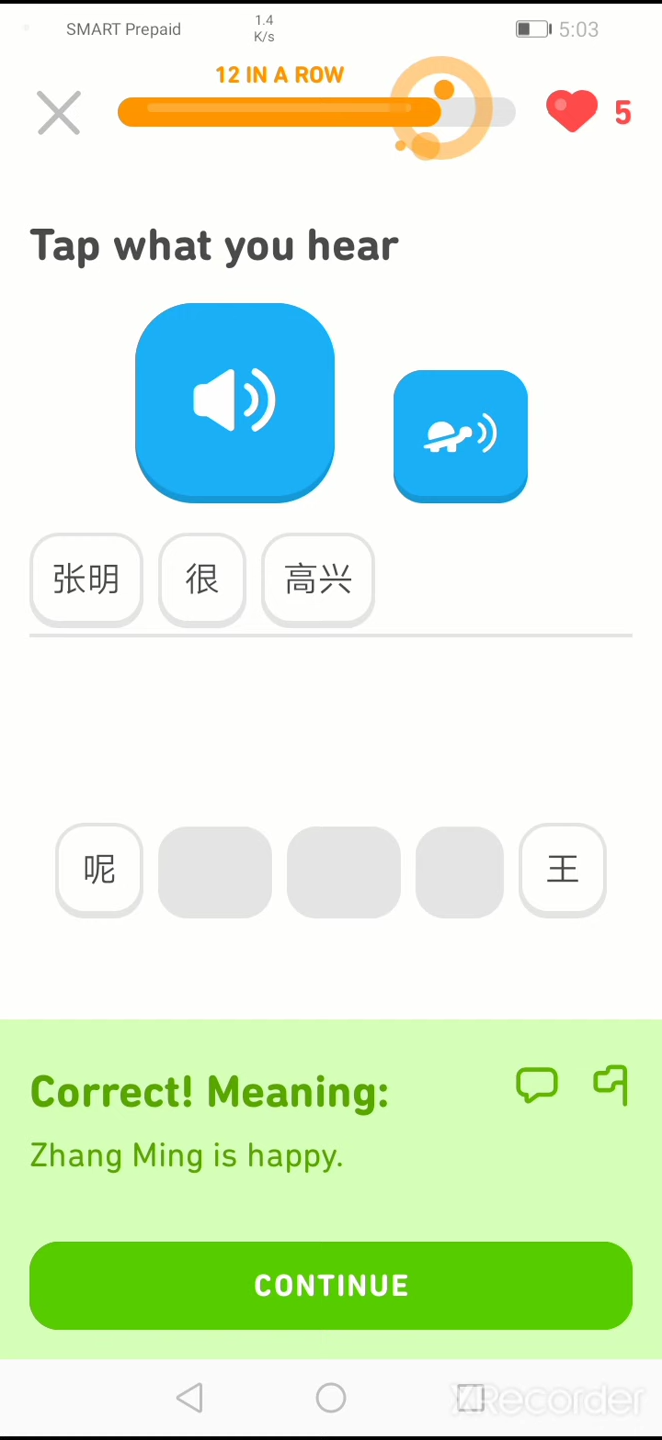 SMART Prepaid
1.4
K/s
5:03
12 IN A ROW
5
Tap what you hear
张明 很 高兴
呢 王
Correct! Meaning:
Zhang Ming is happy.
CONTINUE
XRecorder